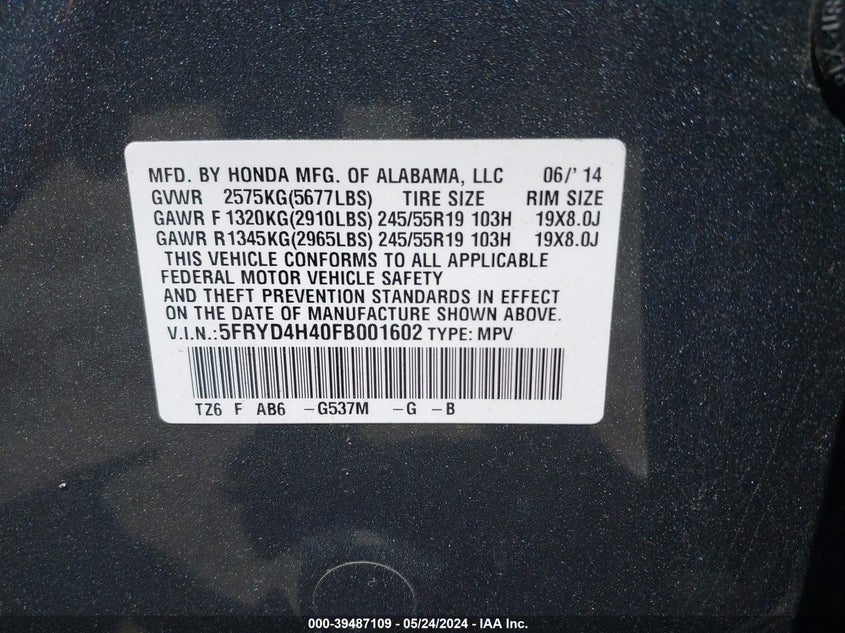 MFD. BY HONDA MFG. OF ALABAMA, LLC 06/' 14
GVWR 2575KG(5677LBS) TIRE SIZE RIM SIZE
GAWR F 1320KG(2910LBS) 245/55R19 103H 19X8.0J
GAWR R1345KG(2965LBS) 245/55R19 103H 19X8.0J
THIS VEHICLE CONFORMS TO ALL APPLICABLE
FEDERAL MOTOR VEHICLE SAFETY
AND THEFT PREVENTION STANDARDS IN EFFECT
ON THE DATE OF MANUFACTURE SHOWN ABOVE.
V.I.N.:5FRYD4H40FB001602 TYPE: MPV
TZ6 F AB6 -G537M -G -B
000-39487109 - 05/24/2024 - IAA Inc.